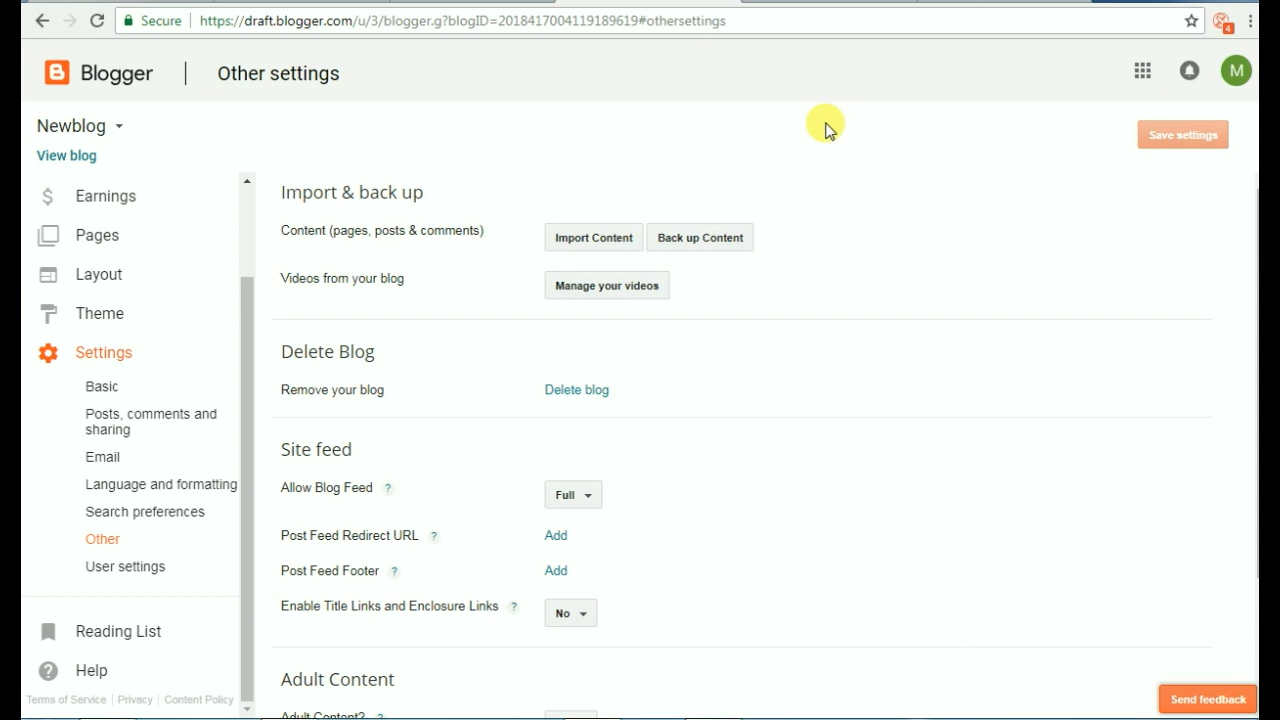 Secure https://draft.blogger.com/u/3/blogger.g?blogID=2018417004119189619#othersettings
4
Blogger Other settings
M
Newblog
View blog
Save settings
Earnings
Pages
Layout
Theme
Settings
Basic
Posts, comments and
sharing
Email
Language and formatting
Search preferences
Other
User settings
Reading List
Help
Terms of Service | Privacy | Content Policy
Import & back up
Content (pages, posts & comments) Import Content Back up Content
Videos from your blog Manage your videos
Delete Blog
Remove your blog Delete blog
Site feed
Allow Blog Feed ? Full
Post Feed Redirect URL ? Add
Post Feed Footer ? Add
Enable Title Links and Enclosure Links ? No
Adult Content
Adult Content? ?
Send feedback